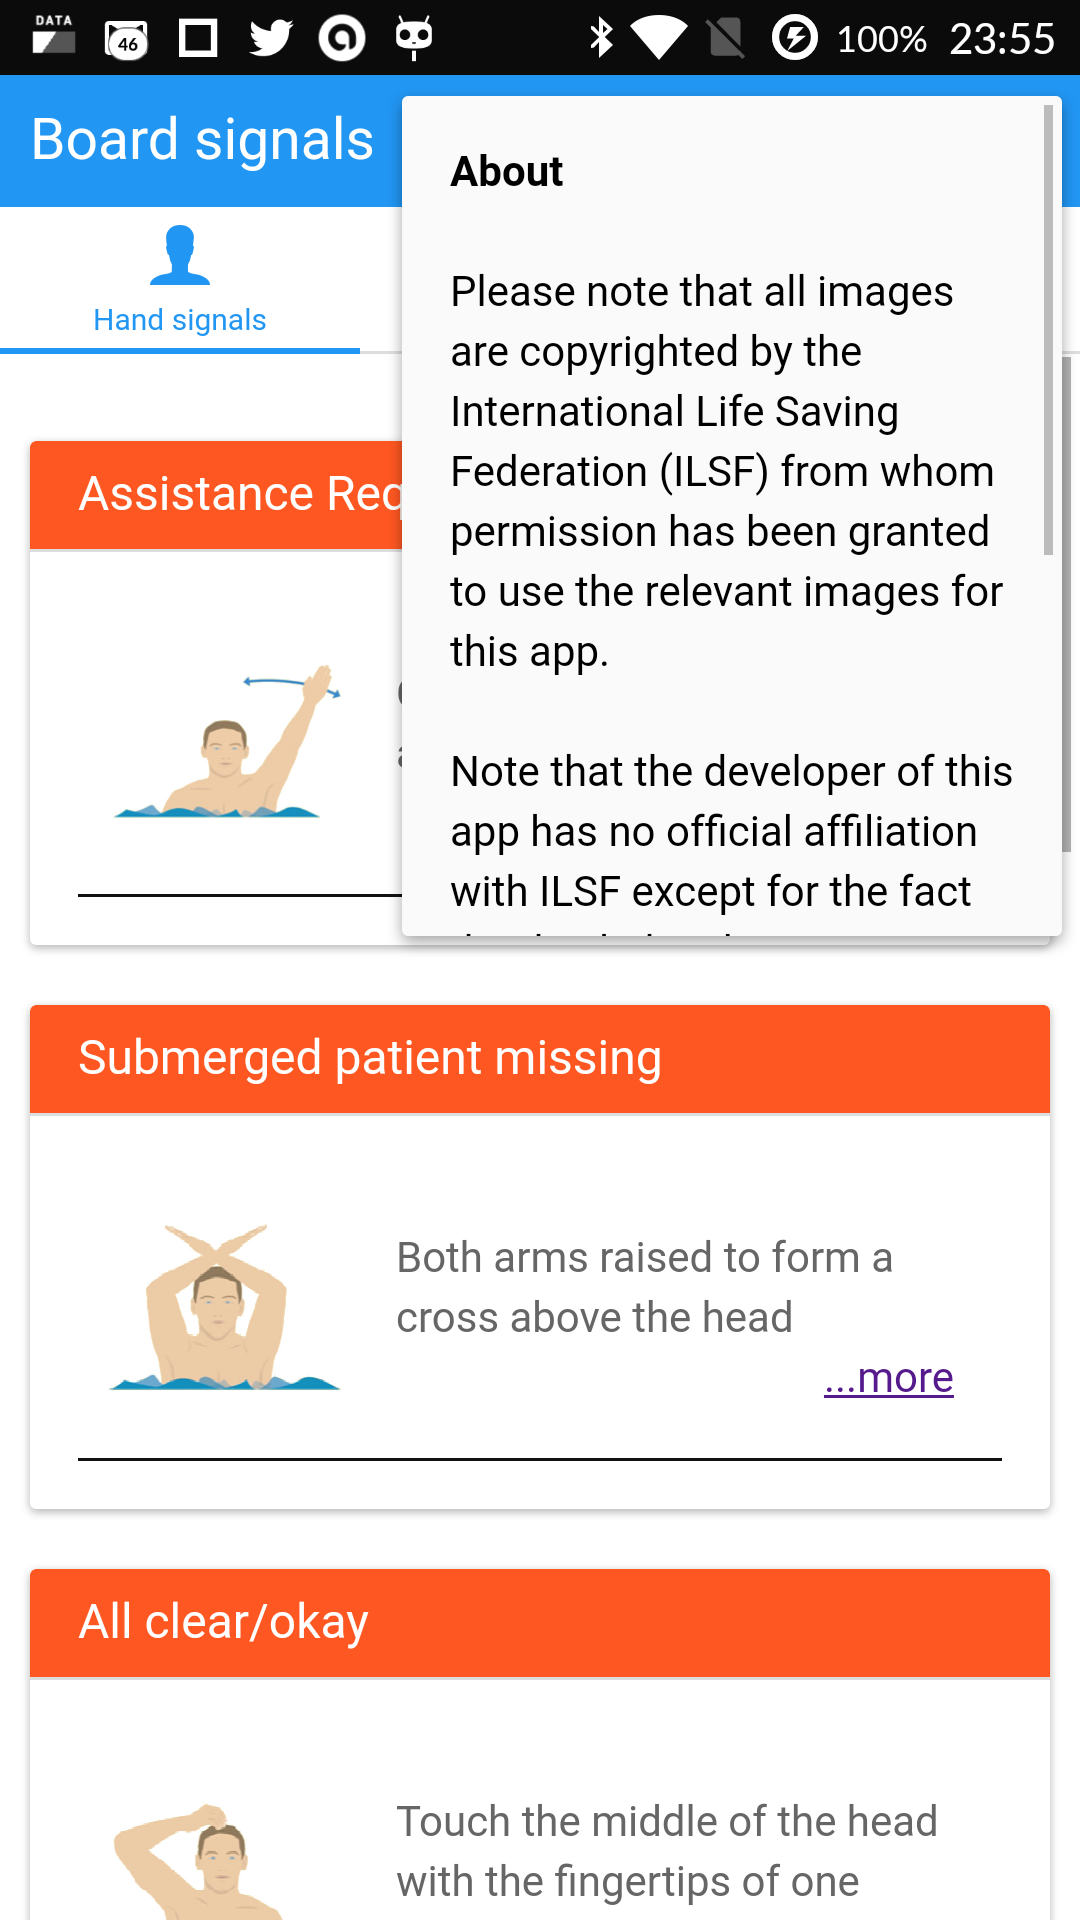 DATA
46
100% 23:55
Board signals
Hand signals
About
Please note that all images
are copyrighted by the
International Life Saving
Federation (ILSF) from whom
permission has been granted
to use the relevant images for
this app.
Note that the developer of this
app has no official affiliation
with ILSF except for the fact
Assistance
Submerged patient missing
Both arms raised to form a
cross above the head
...more
All clear/okay
Touch the middle of the head
with the fingertips of one